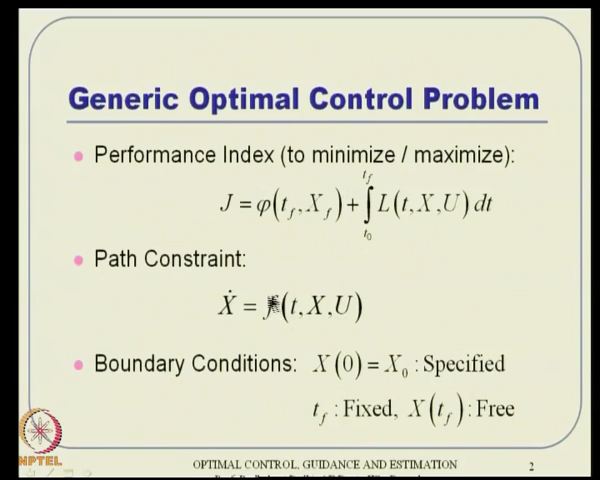 Generic Optimal Control Problem
Performance Index (to minimize / maximize):
J = φ(t_f, X_f) + ∫_{t_0}^{t_f} L(t, X, U) dt
Path Constraint:
Ẋ = f(t, X, U)
Boundary Conditions: X(0) = X_0 : Specified
t_f : Fixed, X(t_f) : Free
NPTEL
OPTIMAL CONTROL, GUIDANCE AND ESTIMATION
2